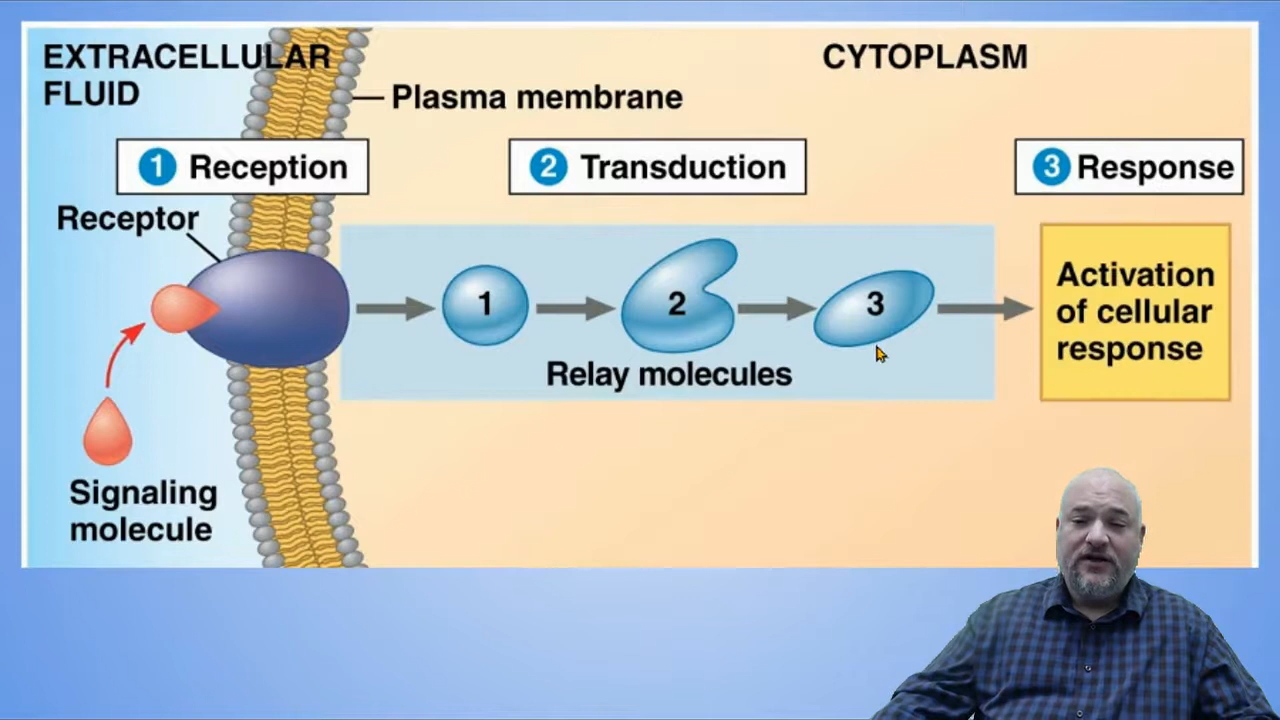 EXTRACELLULAR
FLUID
CYTOPLASM
Plasma membrane
1 Reception
2 Transduction
3 Response
Receptor
1
2
3
Relay molecules
Activation
of cellular
response
Signaling
molecule